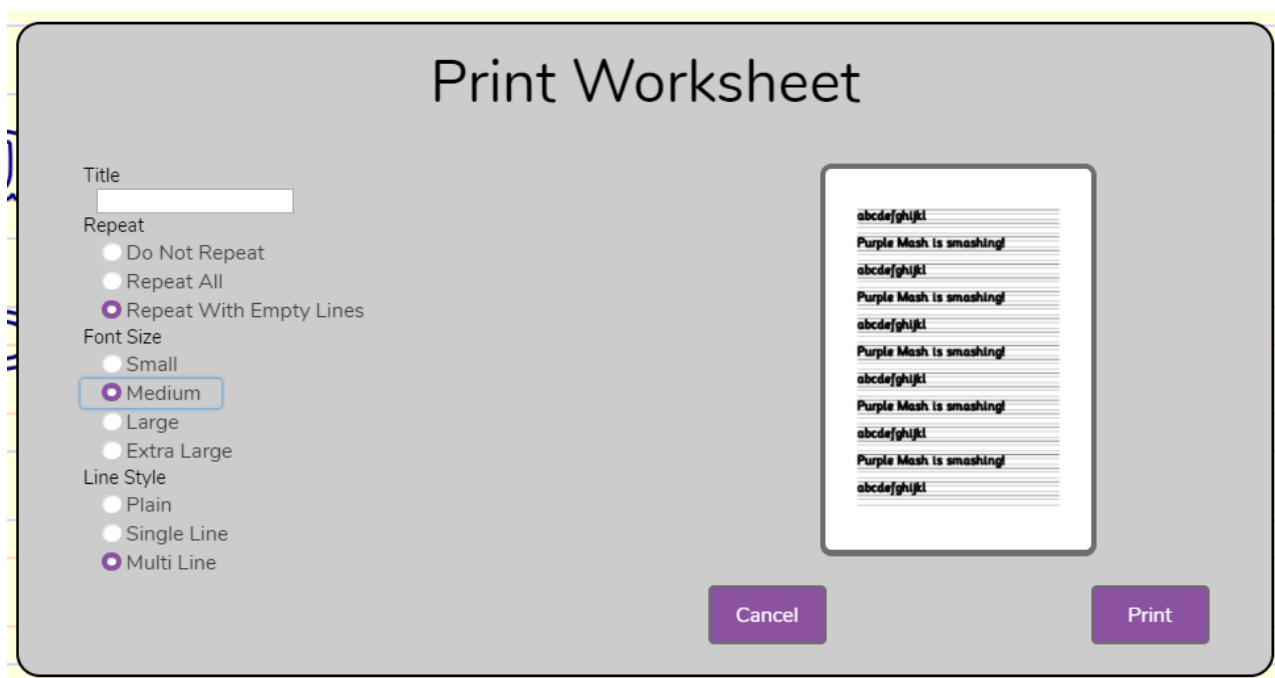 Print Worksheet
Title
Repeat
Do Not Repeat
Repeat All
Repeat With Empty Lines
Font Size
Small
Medium
Large
Extra Large
Line Style
Plain
Single Line
Multi Line
abcdefghijkl
Purple Mash is smashing!
abcdefghijkl
Purple Mash is smashing!
abcdefghijkl
Purple Mash is smashing!
abcdefghijkl
Purple Mash is smashing!
abcdefghijkl
Purple Mash is smashing!
abcdefghijkl
Cancel
Print